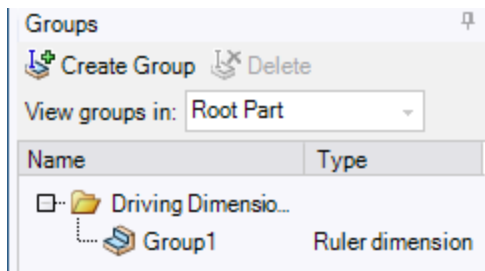 Groups
Create Group Delete
View groups in: Root Part
Name Type
Driving Dimensio...
Group1 Ruler dimension